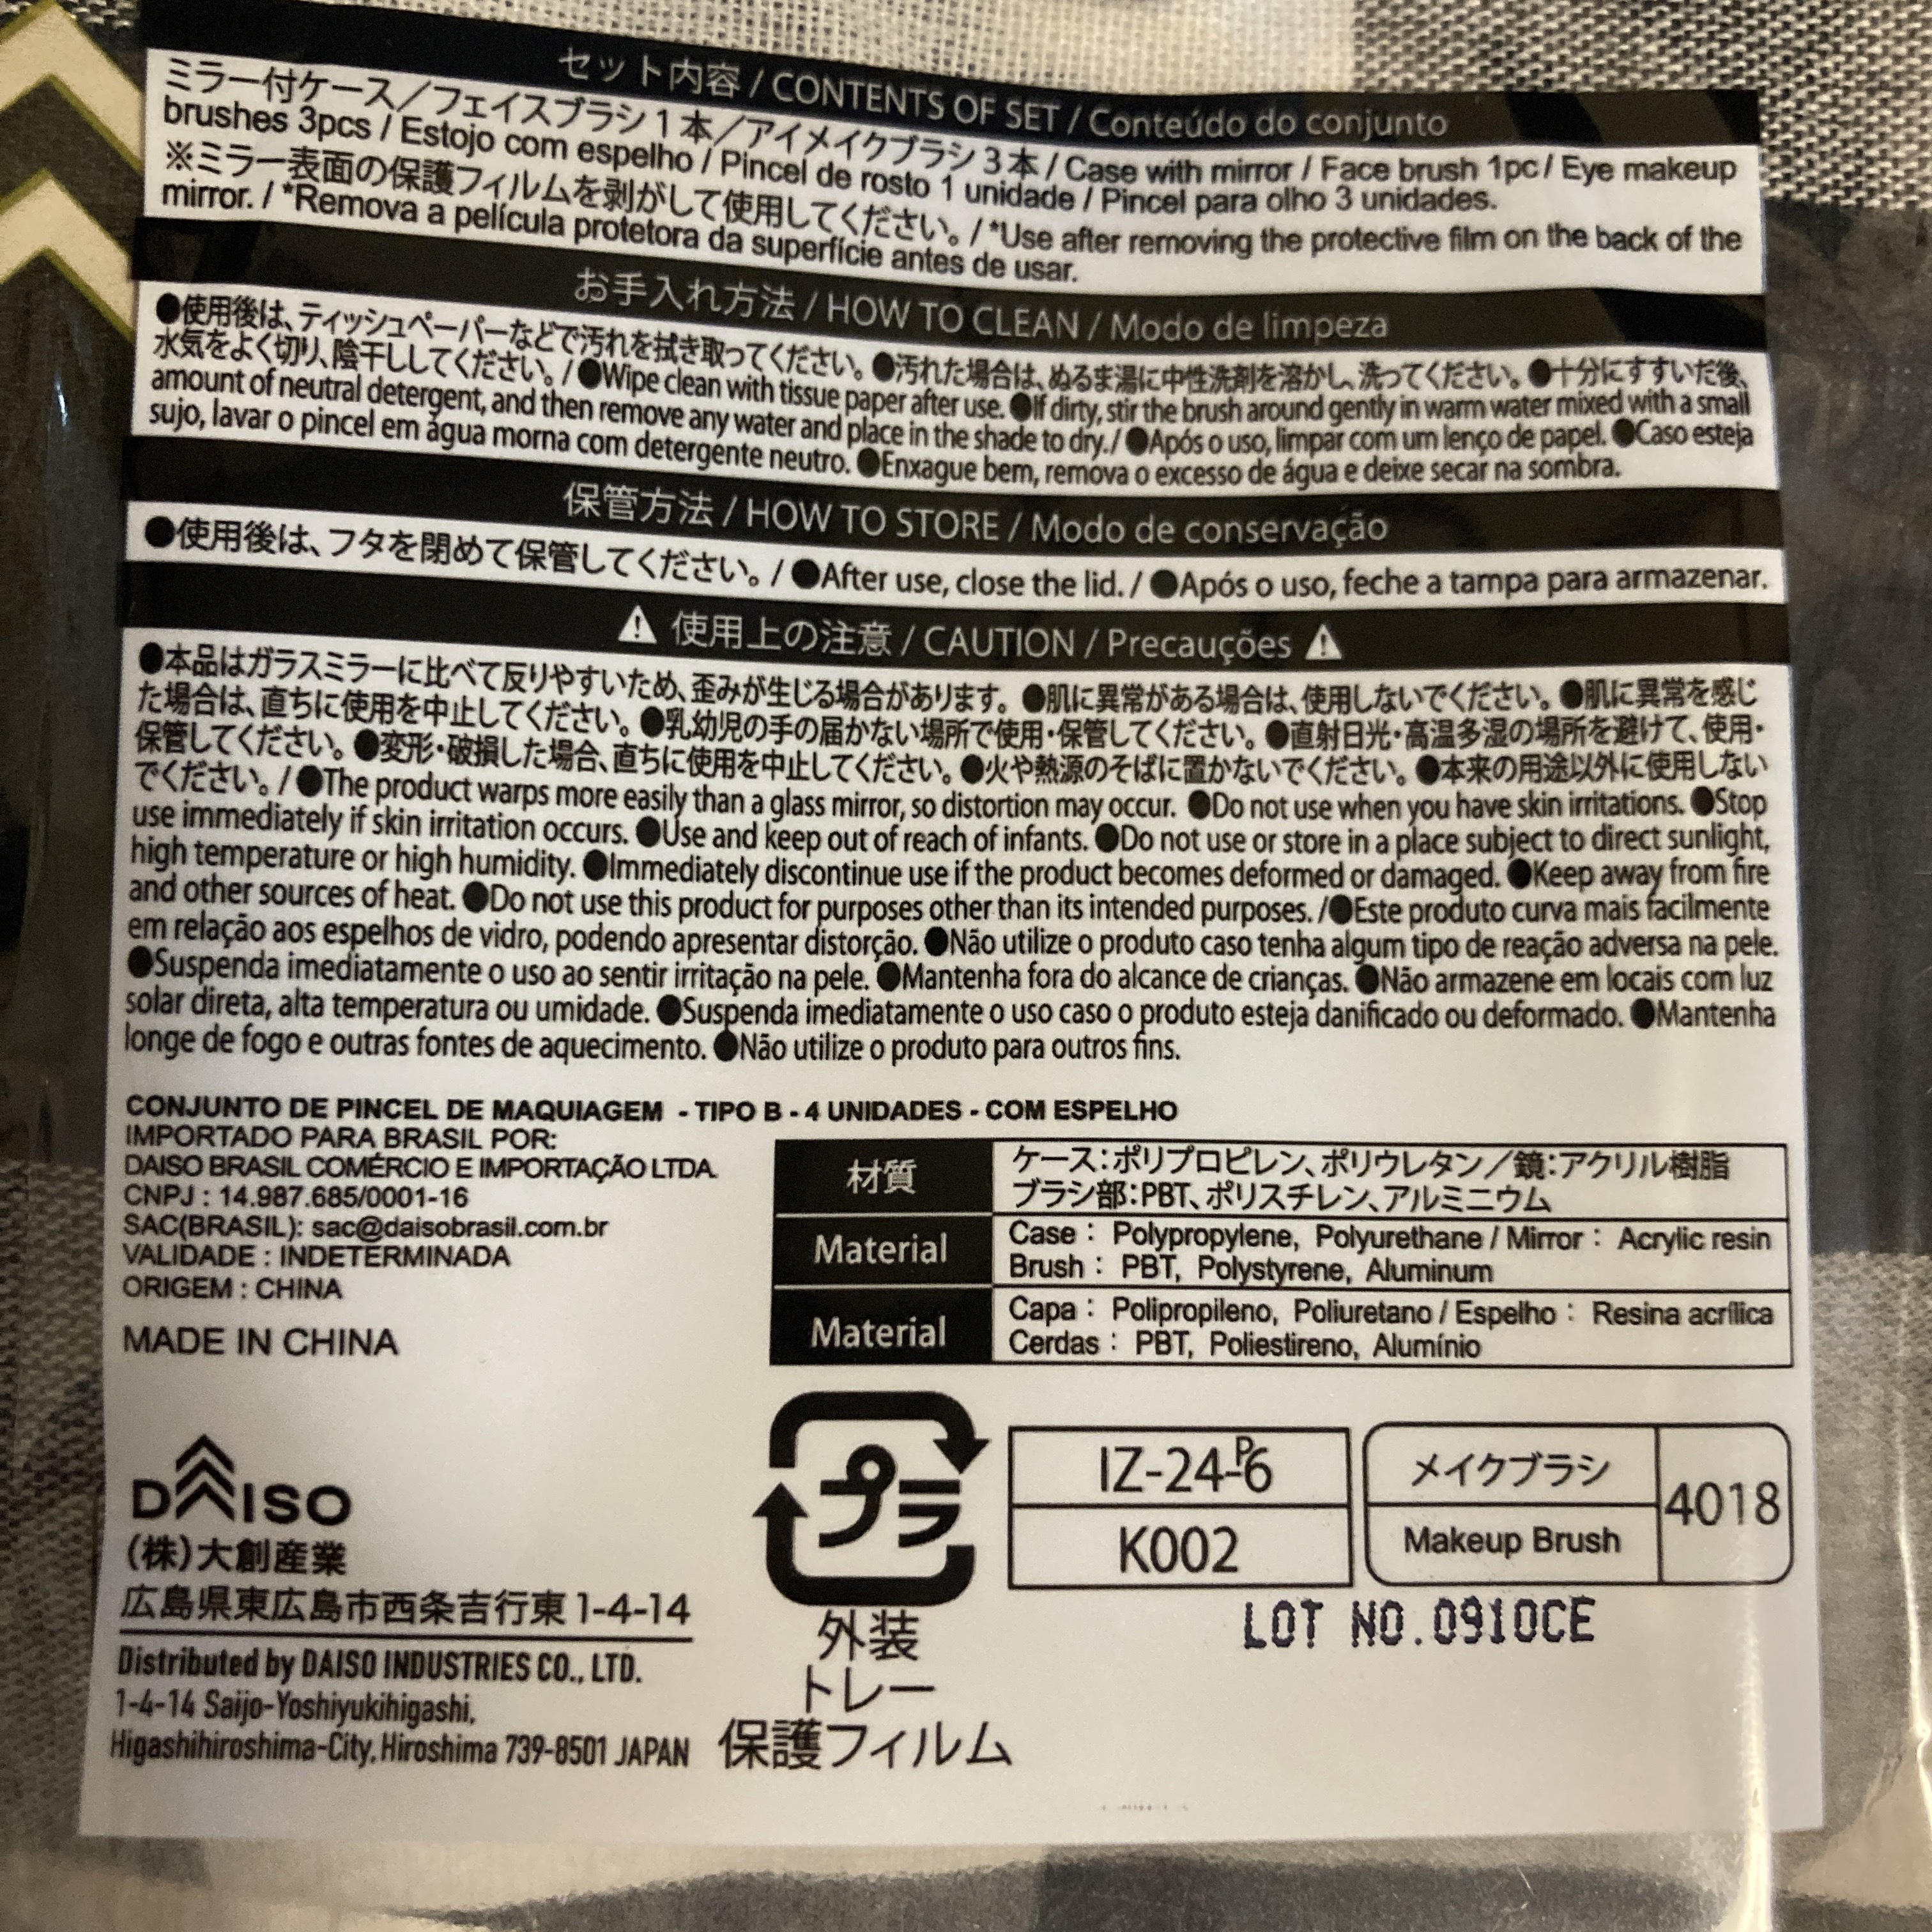 セット内容 / CONTENTS OF SET / Conteúdo do conjunto
ミラー付ケース／フェイスブラシ1本／アイメイクブラシ3本 / Case with mirror / Face brush 1pc / Eye makeup
brushes 3pcs / Estojo com espelho / Pincel de rosto 1 unidade / Pincel para olho 3 unidades.
※ミラー表面の保護フィルムを剥がして使用してください。/ *Use after removing the protective film on the back of the
mirror. / *Remova a película protetora da superfície antes de usar.
お手入れ方法 / HOW TO CLEAN / Modo de limpeza
●使用後は、ティッシュペーパーなどで汚れを拭き取ってください。●汚れた場合は、ぬるま湯に中性洗剤を溶かし、洗ってください。●十分にすすいだ後、
水気をよく切り、陰干ししてください。/ ●Wipe clean with tissue paper after use. ●If dirty, stir the brush around gently in warm water mixed with a small
amount of neutral detergent, and then remove any water and place in the shade to dry. / ●Após o uso, limpar com um lenço de papel. ●Caso esteja
sujo, lavar o pincel em água morna com detergente neutro. ●Enxague bem, remova o excesso de água e deixe secar na sombra.
保管方法 / HOW TO STORE / Modo de conservação
●使用後は、フタを閉めて保管してください。/ ●After use, close the lid. / ●Após o uso, feche a tampa para armazenar.
⚠ 使用上の注意 / CAUTION / Precauções ⚠
●本品はガラスミラーに比べて反りやすいため、歪みが生じる場合があります。●肌に異常がある場合は、使用しないでください。●肌に異常を感じ
た場合は、直ちに使用を中止してください。●乳幼児の手の届かない場所で使用・保管してください。●直射日光・高温多湿の場所を避けて、使用・
保管してください。●変形・破損した場合、直ちに使用を中止してください。●火や熱源のそばに置かないでください。●本来の用途以外に使用しない
でください。/ ●The product warps more easily than a glass mirror, so distortion may occur. ●Do not use when you have skin irritations. ●Stop
use immediately if skin irritation occurs. ●Use and keep out of reach of infants. ●Do not use or store in a place subject to direct sunlight,
high temperature or high humidity. ●Immediately discontinue use if the product becomes deformed or damaged. ●Keep away from fire
and other sources of heat. ●Do not use this product for purposes other than its intended purposes. /●Este produto curva mais facilmente
em relação aos espelhos de vidro, podendo apresentar distorção. ●Não utilize o produto caso tenha algum tipo de reação adversa na pele.
●Suspenda imediatamente o uso ao sentir irritação na pele. ●Mantenha fora do alcance de crianças. ●Não armazene em locais com luz
solar direta, alta temperatura ou umidade. ●Suspenda imediatamente o uso caso o produto esteja danificado ou deformado. ●Mantenha
longe de fogo e outras fontes de aquecimento. ●Não utilize o produto para outros fins.
CONJUNTO DE PINCEL DE MAQUIAGEM - TIPO B - 4 UNIDADES - COM ESPELHO
IMPORTADO PARA BRASIL POR:
DAISO BRASIL COMÉRCIO E IMPORTAÇÃO LTDA.
CNPJ : 14.987.685/0001-16
SAC(BRASIL): sac@daisobrasil.com.br
VALIDADE : INDETERMINADA
ORIGEM : CHINA
MADE IN CHINA
材質
ケース：ポリプロピレン、ポリウレタン／鏡：アクリル樹脂
ブラシ部：PBT、ポリスチレン、アルミニウム
Material
Case : Polypropylene, Polyurethane / Mirror : Acrylic resin
Brush : PBT, Polystyrene, Aluminum
Material
Capa : Polipropileno, Poliuretano / Espelho : Resina acrílica
Cerdas : PBT, Poliestireno, Alumínio
DAISO
(株)大創産業
広島県東広島市西条吉行東1-4-14
Distributed by DAISO INDUSTRIES CO., LTD.
1-4-14 Saijo-Yoshiyukihigashi,
Higashihiroshima-City, Hiroshima 739-8501 JAPAN
プラ
外装
トレー
保護フィルム
IZ-24-P6
K002
メイクブラシ
Makeup Brush
4018
LOT NO.0910CE